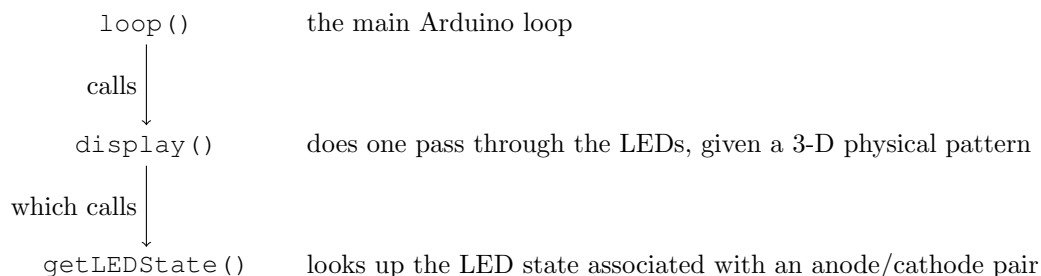 loop() the main Arduino loop
calls
display() does one pass through the LEDs, given a 3-D physical pattern
which calls
getLEDState() looks up the LED state associated with an anode/cathode pair